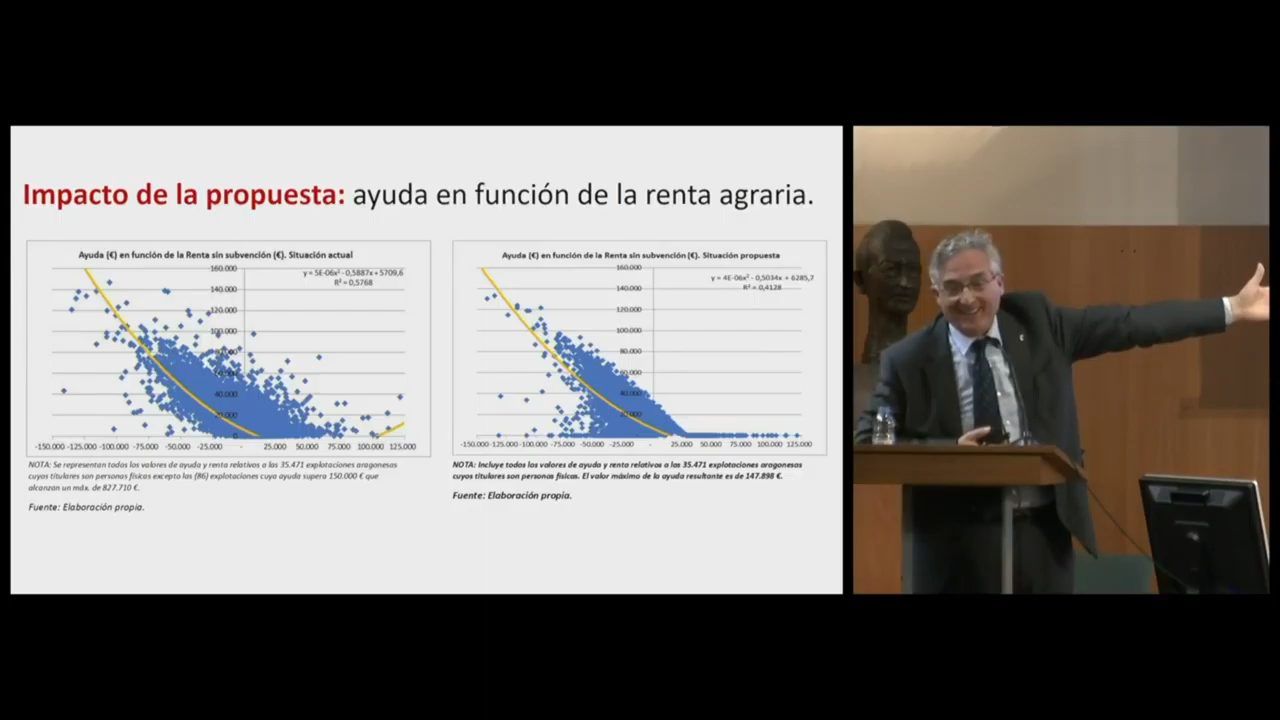 Impacto de la propuesta: ayuda en función de la renta agraria.
Ayuda (€) en función de la Renta sin subvención (€). Situación actual
160.000
y = 5E-06x² - 0,5887x + 5709,6
R² = 0,5768
140.000
120.000
100.000
80.000
60.000
40.000
20.000
0
-150.000 -125.000 -100.000 -75.000 -50.000 -25.000 - 25.000 50.000 75.000 100.000 125.000
NOTA: Se representan todos los valores de ayuda y renta relativos a las 35.471 explotaciones aragonesas
cuyos titulares son personas físicas excepto las (86) explotaciones cuya ayuda supera 150.000 € que
alcanzan un máx. de 827.710 €.
Fuente: Elaboración propia.
Ayuda (€) en función de la Renta sin subvención (€). Situación propuesta
160.000
y = 4E-06x² - 0,5034x + 6285,7
R² = 0,4128
140.000
120.000
100.000
80.000
60.000
40.000
20.000
-150.000 -125.000 -100.000 -75.000 -50.000 -25.000 - 25.000 50.000 75.000 100.000 125.000
NOTA: Incluye todos los valores de ayuda y renta relativos a las 35.471 explotaciones aragonesas
cuyos titulares son personas físicas. El valor máximo de la ayuda resultante es de 147.898 €.
Fuente: Elaboración propia.